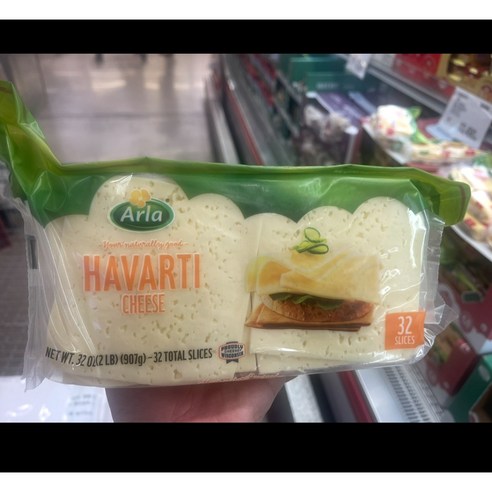 Arla
HAVARTI
CHEESE
NET WT. 32 OZ (2 LB) (907g) - 32 TOTAL SLICES
32
SLICES